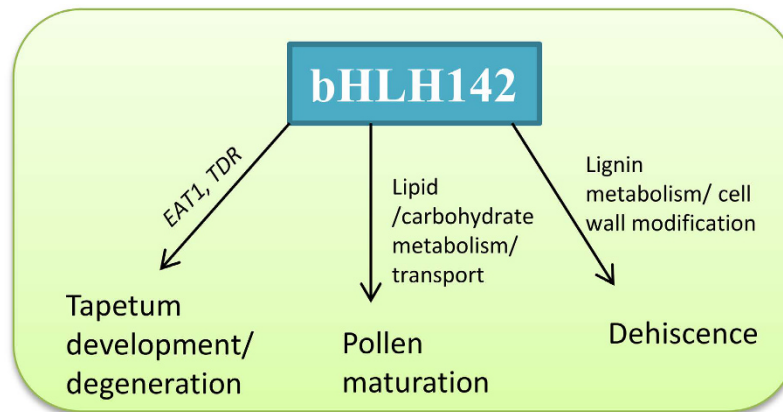 bHLH142
EAT1, TDR
Lipid
/carbohydrate
metabolism/
transport
Lignin
metabolism/ cell
wall modification
Tapetum
development/
degeneration
Pollen
maturation
Dehiscence